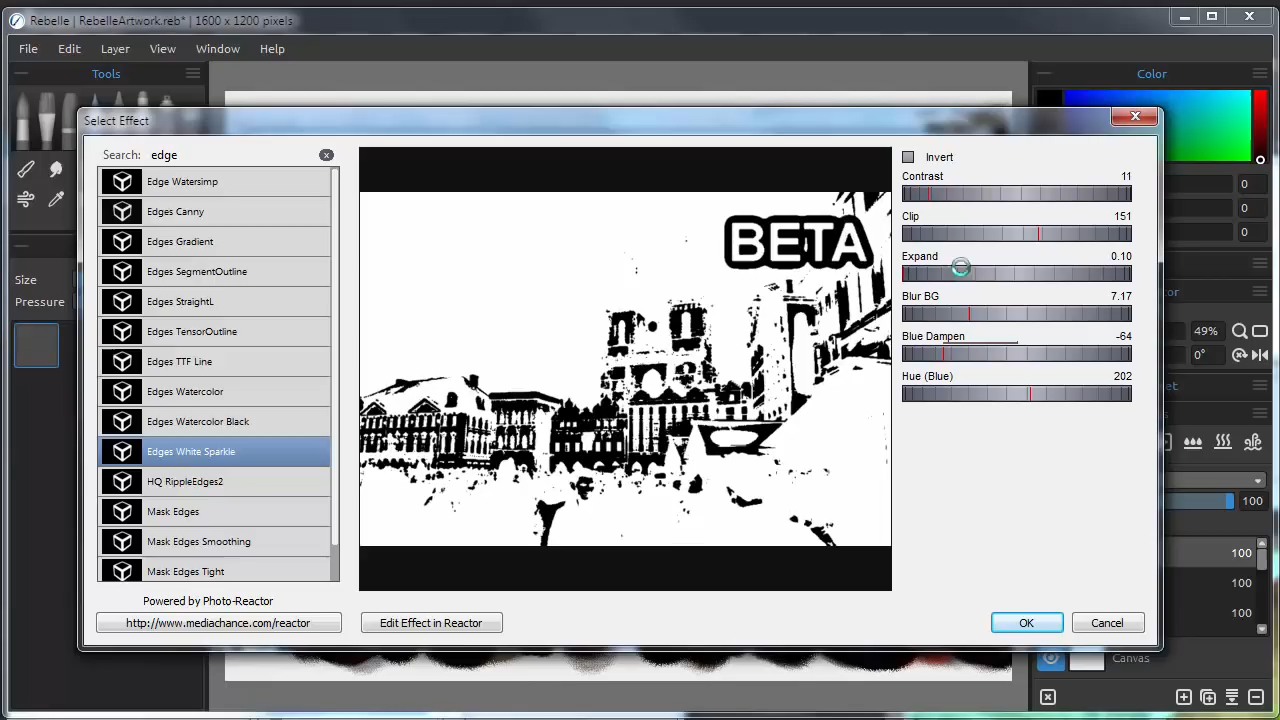 Rebelle | RebelleArtwork.reb* | 1600 x 1200 pixels
File Edit Layer View Window Help
Tools
Color
Select Effect
Search: edge
Edge Watersimp
Edges Canny
Edges Gradient
Edges SegmentOutline
Edges StraightL
Edges TensorOutline
Edges TTF Line
Edges Watercolor
Edges Watercolor Black
Edges White Sparkle
HQ RippleEdges2
Mask Edges
Mask Edges Smoothing
Mask Edges Tight
Powered by Photo-Reactor
http://www.mediachance.com/reactor
Edit Effect in Reactor
BETA
Invert
Contrast 11
Clip 151
Expand 0.10
Blur BG 7.17
Blue Dampen -64
Hue (Blue) 202
OK
Cancel
Size
Pressure
0
0
0
or
49%
0°
et
s
100
100
100
100
Canvas